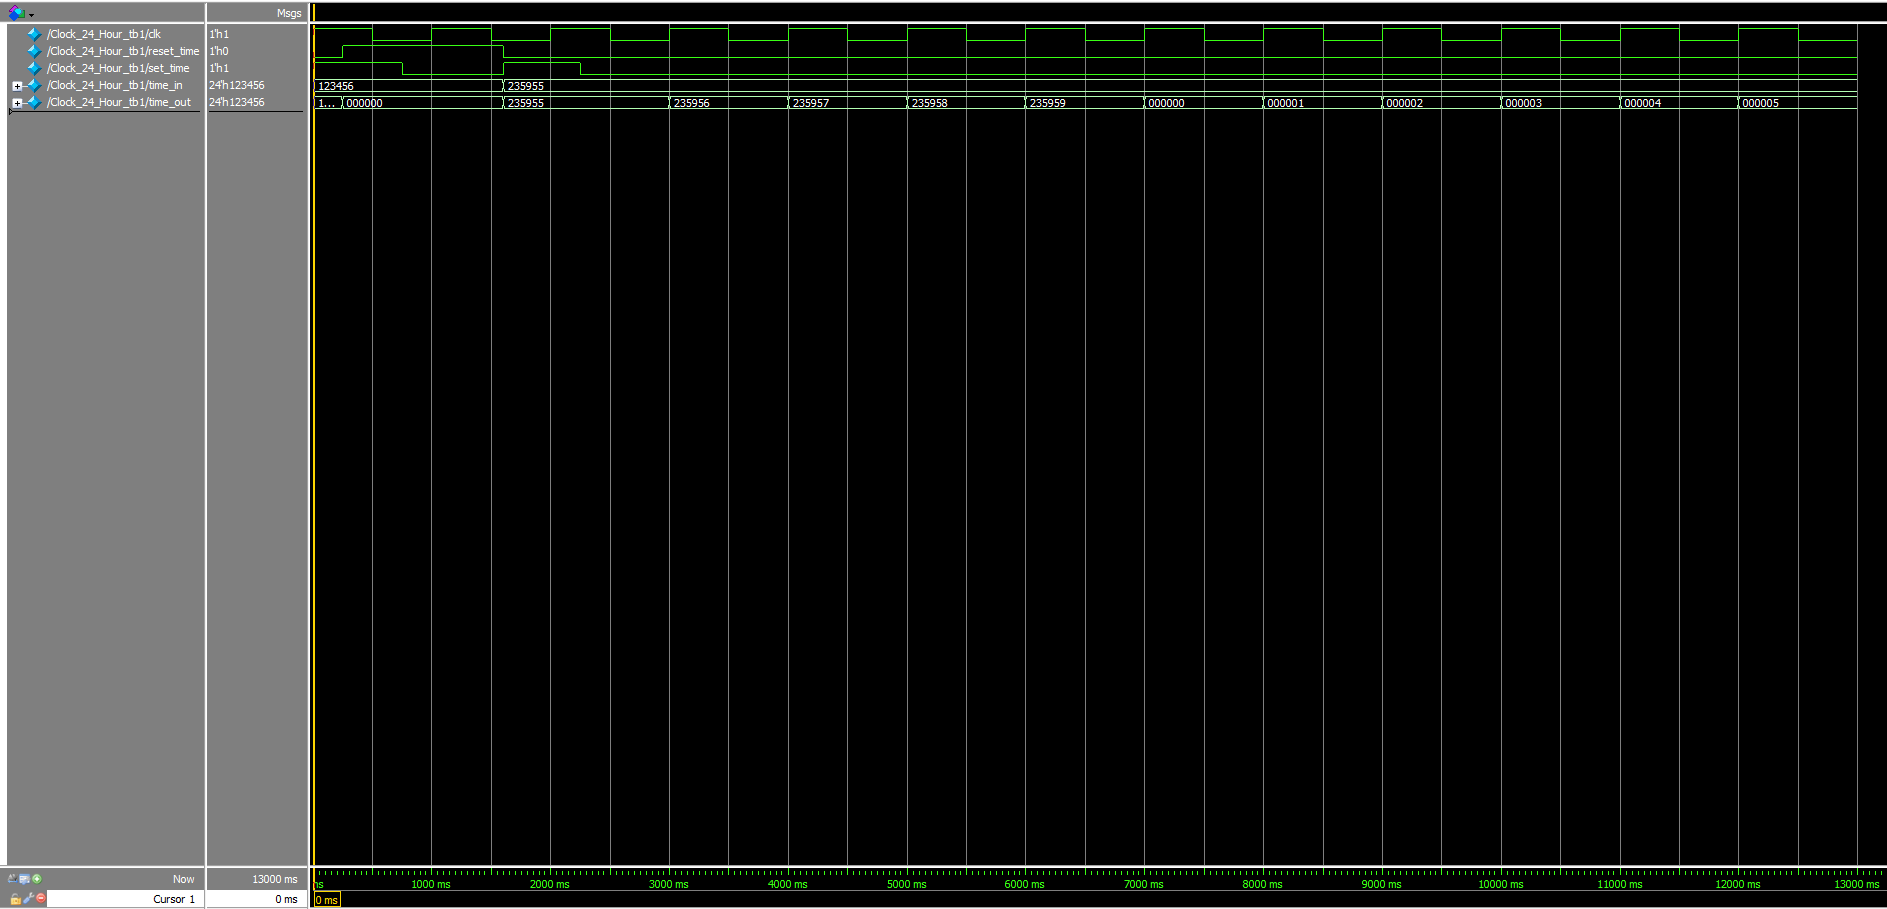 Msgs
/Clock_24_Hour_tb1/clk 1'h1
/Clock_24_Hour_tb1/reset_time 1'h0
/Clock_24_Hour_tb1/set_time 1'h1
/Clock_24_Hour_tb1/time_in 24'h123456 123456 235955
/Clock_24_Hour_tb1/time_out 24'h123456 1... 000000 235955 235956 235957 235958 235959 000000 000001 000002 000003 000004 000005
Now 13000 ms ns 1000 ms 2000 ms 3000 ms 4000 ms 5000 ms 6000 ms 7000 ms 8000 ms 9000 ms 10000 ms 11000 ms 12000 ms 13000 ms
Cursor 1 0 ms 0 ms